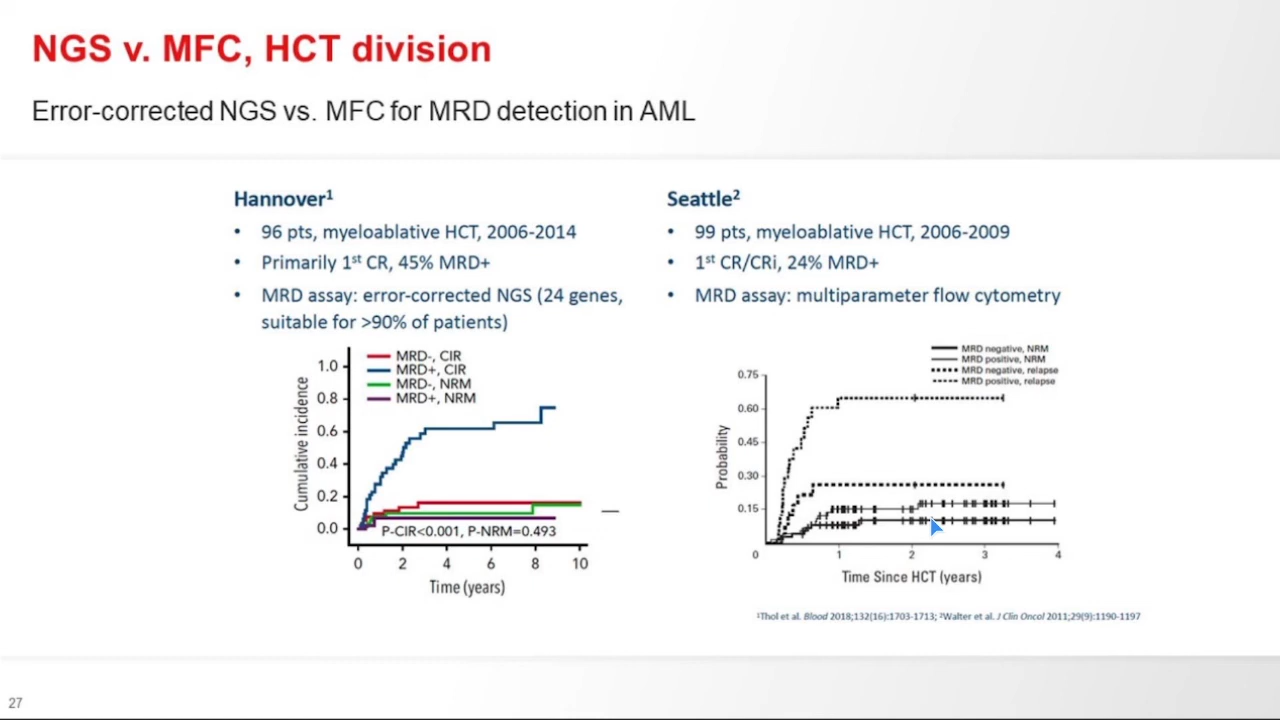 NGS v. MFC, HCT division
Error-corrected NGS vs. MFC for MRD detection in AML
Hannover¹
• 96 pts, myeloablative HCT, 2006-2014
• Primarily 1st CR, 45% MRD+
• MRD assay: error-corrected NGS (24 genes,
suitable for >90% of patients)
MRD-, CIR
MRD+, CIR
MRD-, NRM
MRD+, NRM
Cumulative incidence
1.0
0.8
0.6
0.4
0.2
0.0
P-CIR<0.001, P-NRM=0.493
0 2 4 6 8 10
Time (years)
Seattle²
• 99 pts, myeloablative HCT, 2006-2009
• 1st CR/CRi, 24% MRD+
• MRD assay: multiparameter flow cytometry
MRD negative, NRM
MRD positive, NRM
MRD negative, relapse
MRD positive, relapse
Probability
0.75
0.60
0.45
0.30
0.15
0 1 2 3 4
Time Since HCT (years)
¹Thol et al. Blood 2018;132(16):1703-1713; ²Walter et al. J Clin Oncol 2011;29(9):1190-1197
27